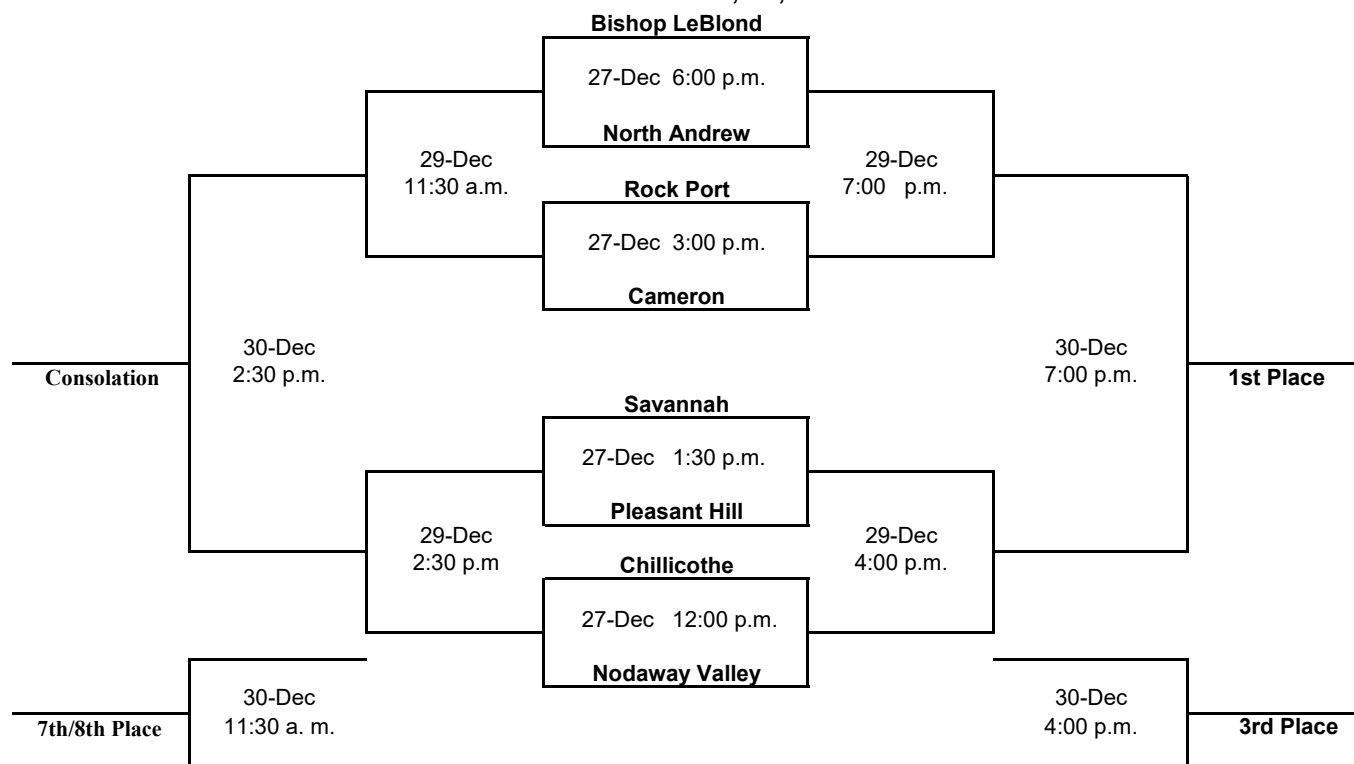 Bishop LeBlond
27-Dec 6:00 p.m.
North Andrew
29-Dec
11:30 a.m.
29-Dec
7:00 p.m.
Rock Port
27-Dec 3:00 p.m.
Cameron
30-Dec
2:30 p.m.
Consolation
30-Dec
7:00 p.m.
1st Place
Savannah
27-Dec 1:30 p.m.
Pleasant Hill
29-Dec
2:30 p.m
29-Dec
4:00 p.m.
Chillicothe
27-Dec 12:00 p.m.
Nodaway Valley
30-Dec
11:30 a. m.
7th/8th Place
30-Dec
4:00 p.m.
3rd Place